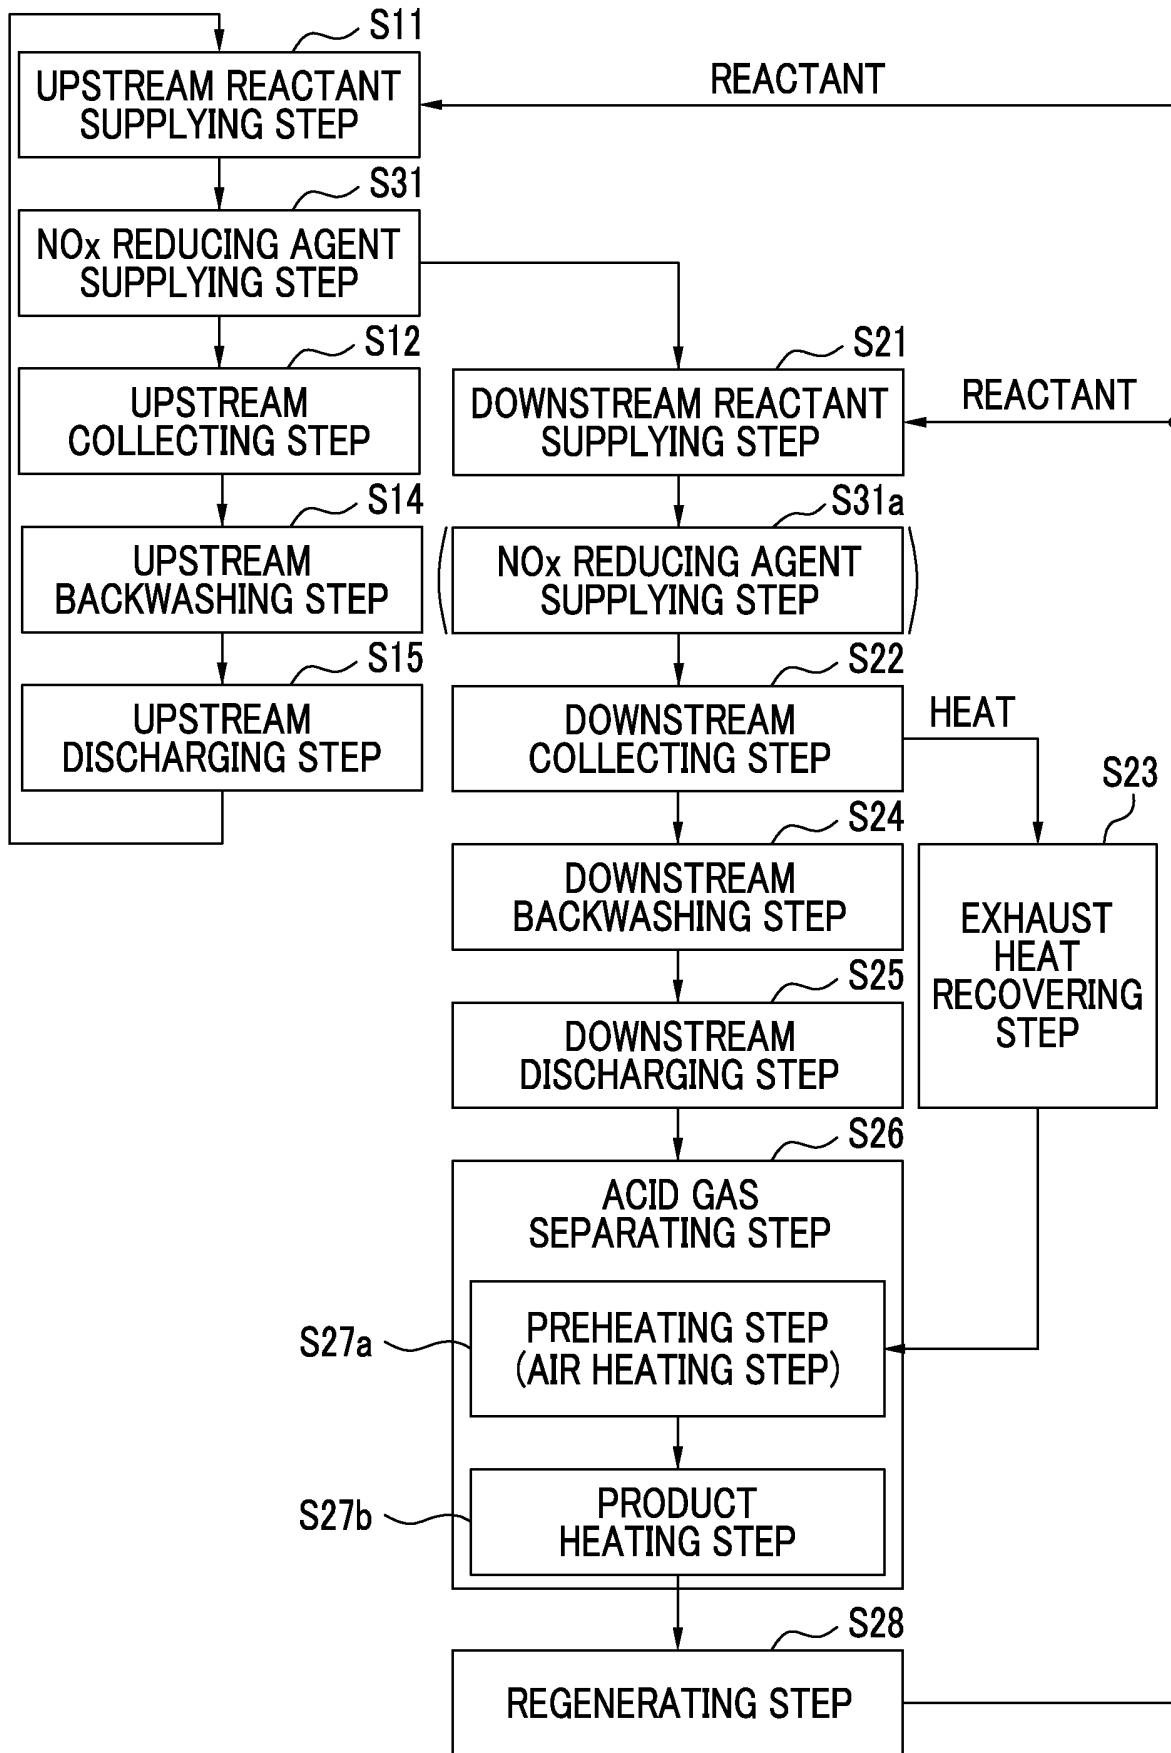 S11
UPSTREAM REACTANT
SUPPLYING STEP
REACTANT
S31
NOx REDUCING AGENT
SUPPLYING STEP
S12
UPSTREAM
COLLECTING STEP
S21
DOWNSTREAM REACTANT
SUPPLYING STEP
REACTANT
S14
UPSTREAM
BACKWASHING STEP
S31a
(NOx REDUCING AGENT
SUPPLYING STEP)
S15
UPSTREAM
DISCHARGING STEP
S22
DOWNSTREAM
COLLECTING STEP
HEAT
S23
EXHAUST
HEAT
RECOVERING
STEP
S24
DOWNSTREAM
BACKWASHING STEP
S25
DOWNSTREAM
DISCHARGING STEP
S26
ACID GAS
SEPARATING STEP
S27a
PREHEATING STEP
(AIR HEATING STEP)
S27b
PRODUCT
HEATING STEP
S28
REGENERATING STEP